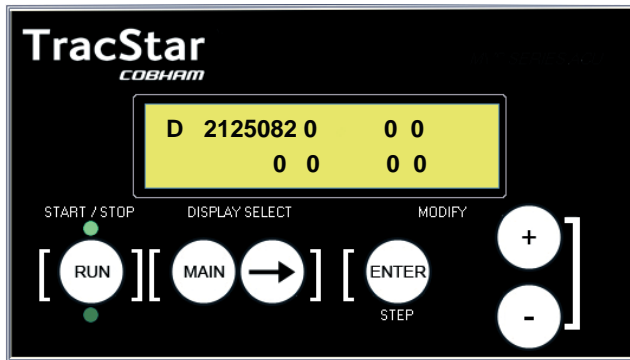 TracStar
COBHAM
D 2125082 0 0 0
0 0 0 0
START / STOP DISPLAY SELECT MODIFY
RUN MAIN ENTER +
STEP -